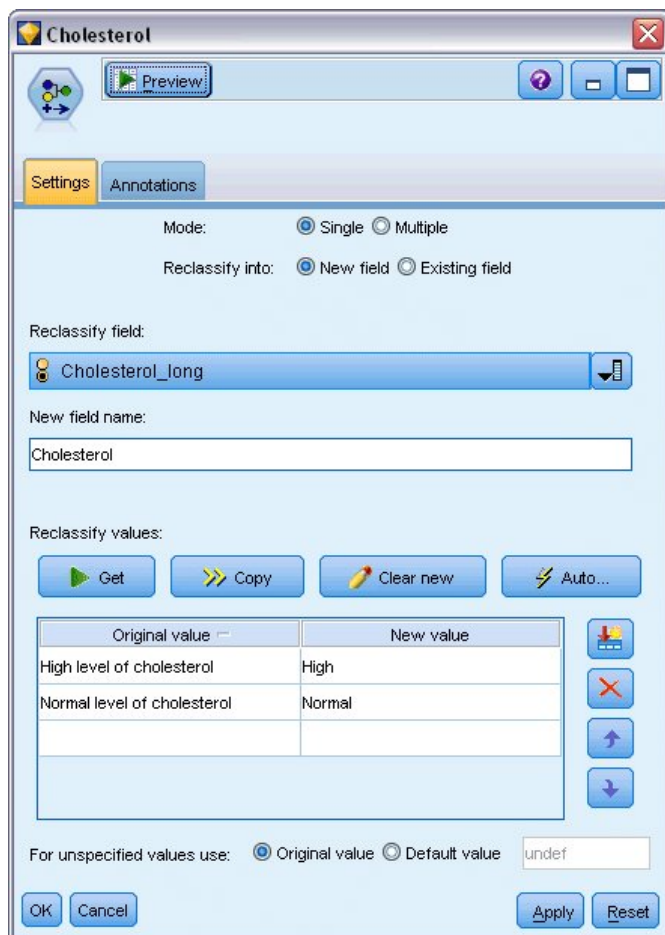 Cholesterol
Preview
Settings Annotations
Mode: Single Multiple
Reclassify into: New field Existing field
Reclassify field:
Cholesterol_long
New field name:
Cholesterol
Reclassify values:
Get Copy Clear new Auto...
Original value New value
High level of cholesterol High
Normal level of cholesterol Normal
For unspecified values use: Original value Default value undef
OK Cancel Apply Reset